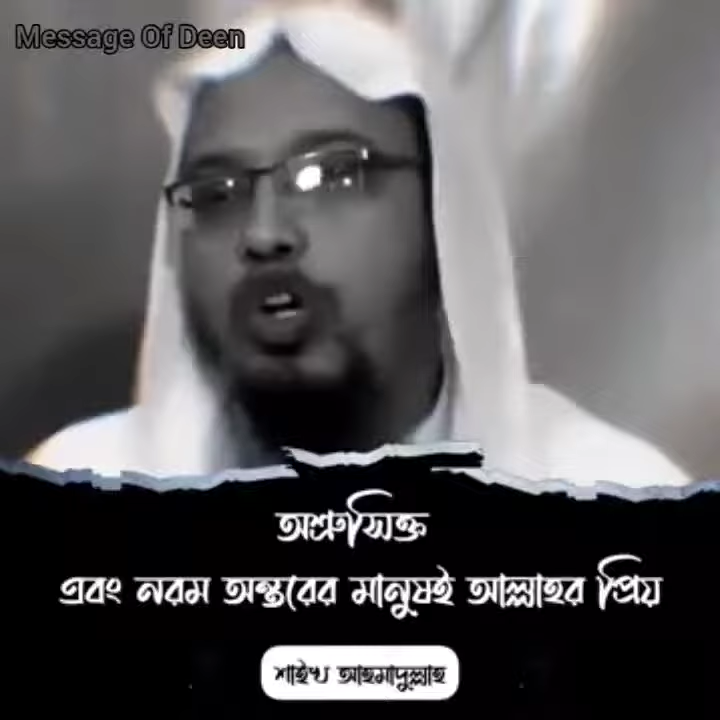 Message Of Deen
অশ্রুসিক্ত
এবং নরম অন্তরের মানুষই আল্লাহর প্রিয়
শাইখ আহমাদুল্লাহ